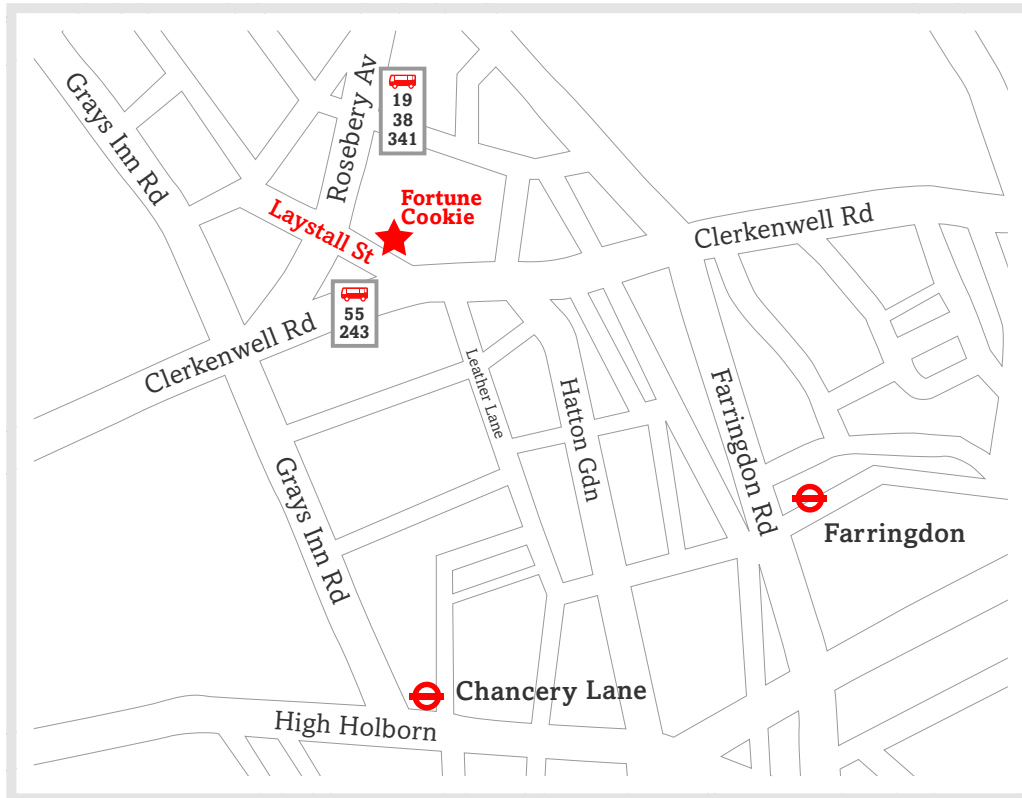 Grays Inn Rd
Rosebery Av
19
38
341
Fortune
Cookie
Laystall St
Clerkenwell Rd
55
243
Clerkenwell Rd
Leather Lane
Hatton Gdn
Farringdon Rd
Grays Inn Rd
Farringdon
Chancery Lane
High Holborn